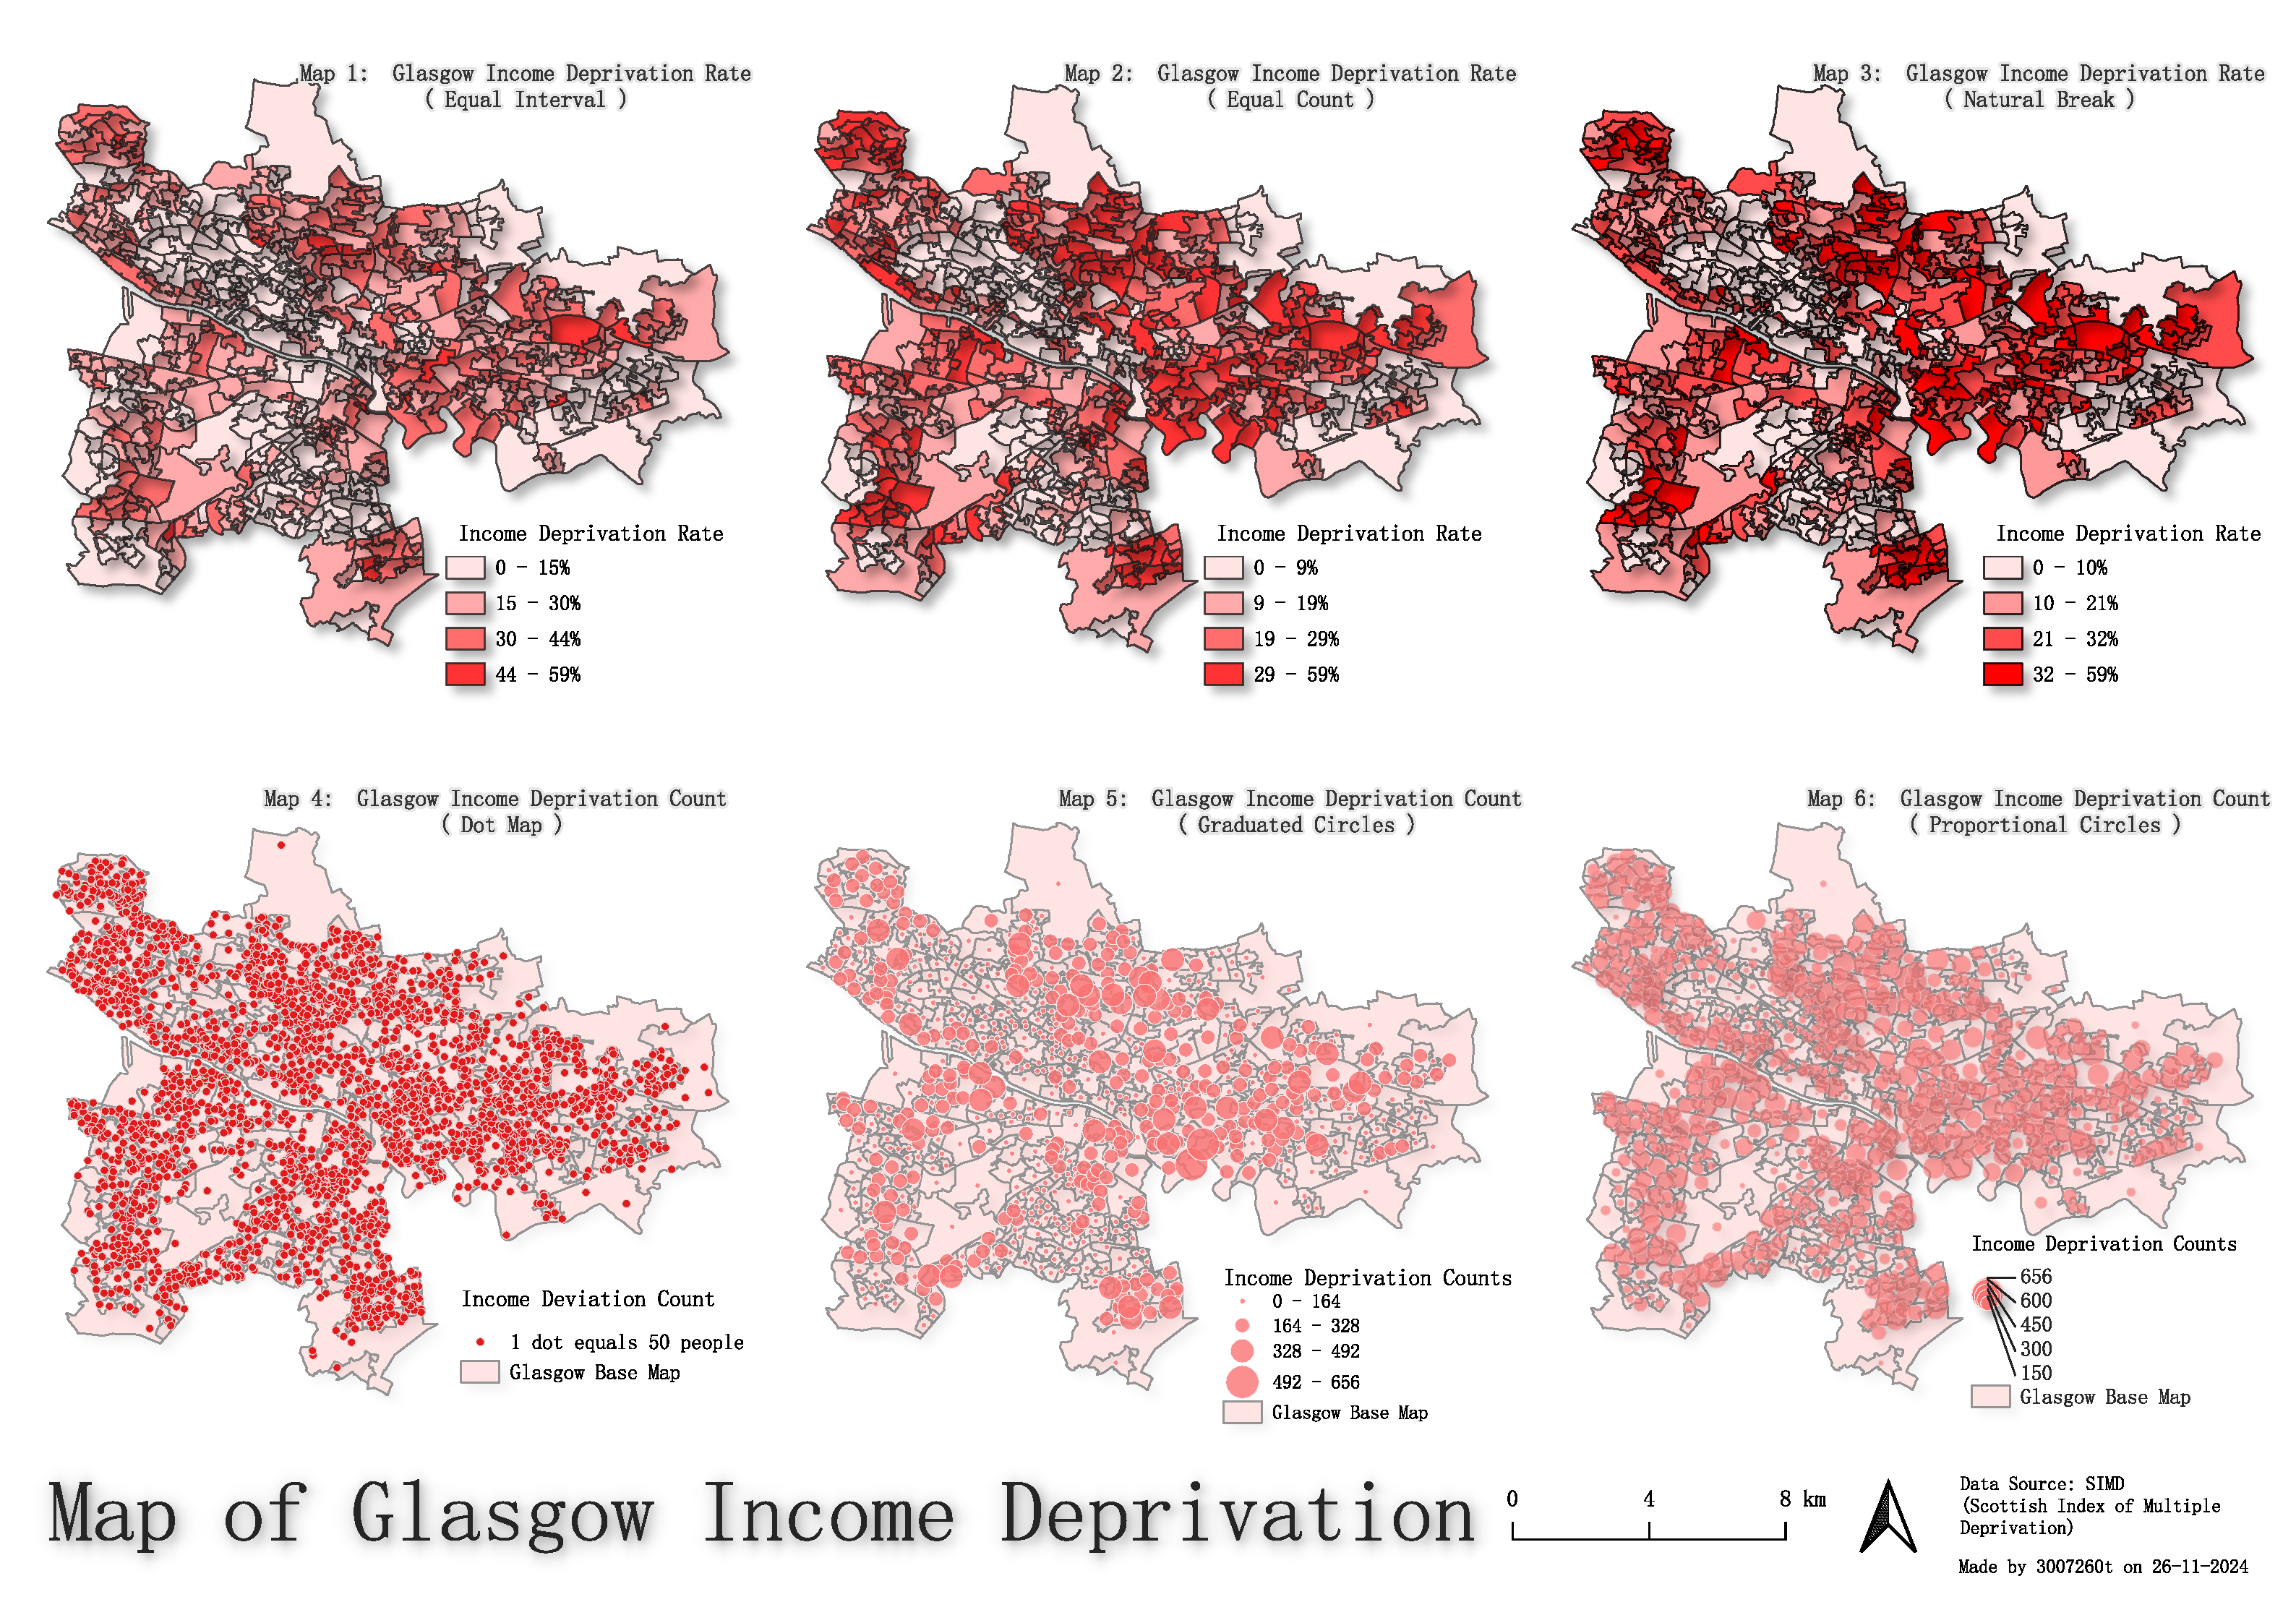 Map 1: Glasgow Income Deprivation Rate
( Equal Interval )
Map 2: Glasgow Income Deprivation Rate
( Equal Count )
Map 3: Glasgow Income Deprivation Rate
( Natural Break )
Income Deprivation Rate
0 - 15%
15 - 30%
30 - 44%
44 - 59%
Income Deprivation Rate
0 - 9%
9 - 19%
19 - 29%
29 - 59%
Income Deprivation Rate
0 - 10%
10 - 21%
21 - 32%
32 - 59%
Map 4: Glasgow Income Deprivation Count
( Dot Map )
Map 5: Glasgow Income Deprivation Count
( Graduated Circles )
Map 6: Glasgow Income Deprivation Count
( Proportional Circles )
Income Deviation Count
1 dot equals 50 people
Glasgow Base Map
Income Deprivation Counts
0 - 164
164 - 328
328 - 492
492 - 656
Glasgow Base Map
Income Deprivation Counts
656
600
450
300
150
Glasgow Base Map
Map of Glasgow Income Deprivation
0 4 8 km
Data Source: SIMD
(Scottish Index of Multiple
Deprivation)
Made by 3007260t on 26-11-2024